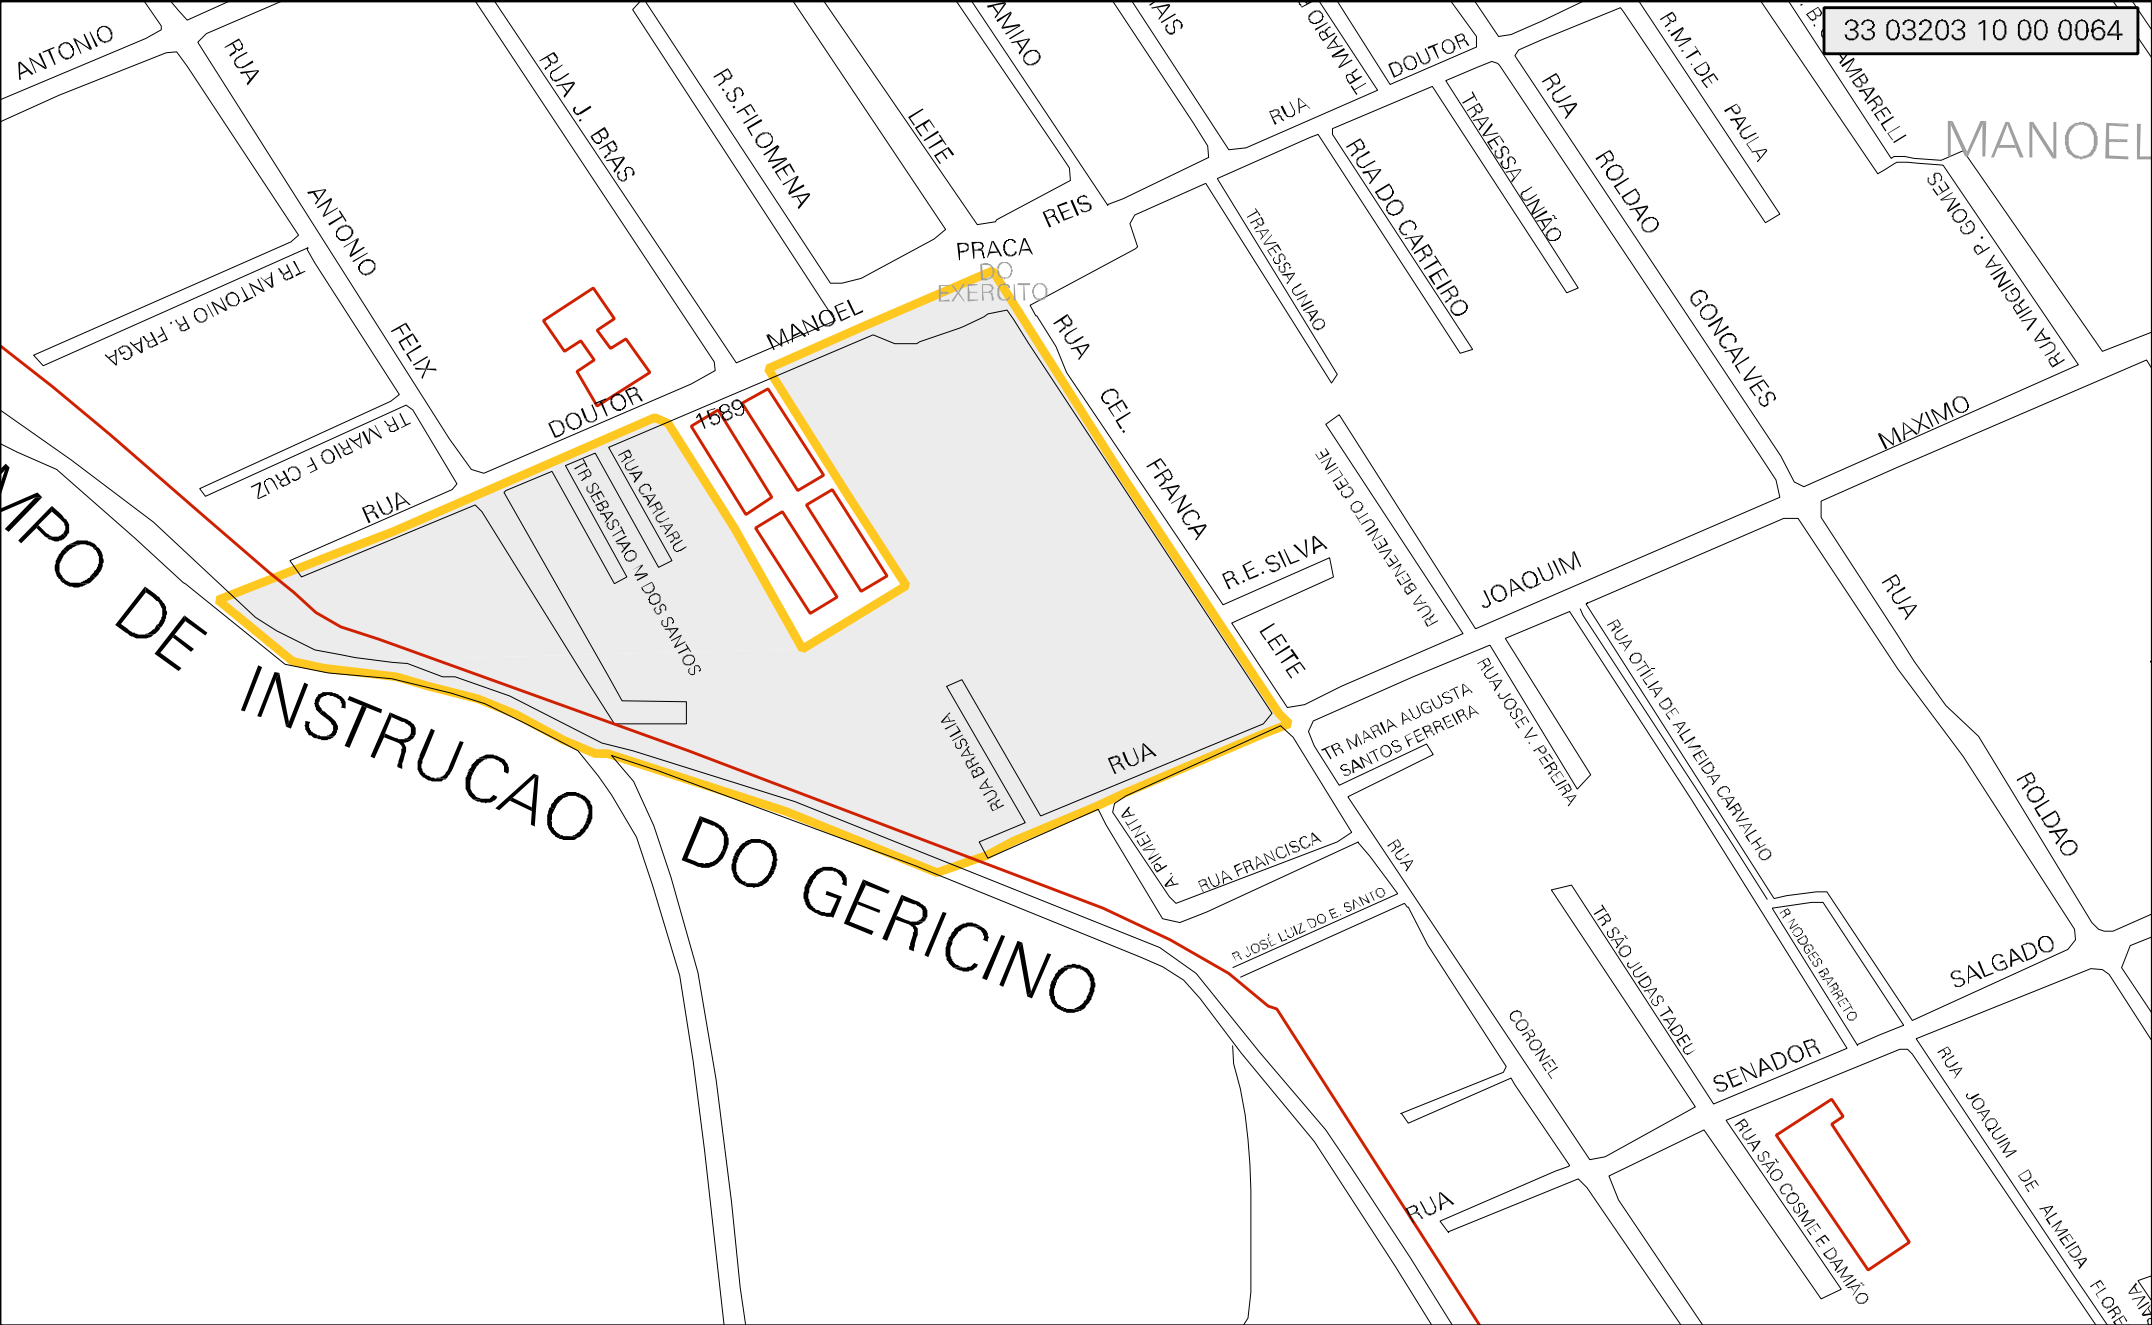 33 03203 10 00 0064
ANTONIO
RUA
ANTONIO
FELIX
RUA J. BRAS
R.S.FILOMENA
LEITE
AMIAO
AIS
TR MARIO
DOUTOR
RUA
REIS
PRACA
DO
EXERCITO
MANOEL
DOUTOR
RUA
1589
R.M.T.DE PAULA
AMBARELLI
MANOEL
RUA VIRGINIA P. GOMES
RUA
ROLDAO
GONCALVES
TRAVESSA UNIÃO
RUA DO CARTEIRO
TRAVESSA UNIAO
TR ANTONIO R. FRAGA
TR MARIO F CRUZ
RUA CARUARU
TR SEBASTIAO M DOS SANTOS
RUA
CEL.
FRANCA
LEITE
R.E.SILVA
RUA BENEVENUTO CELINE
MAXIMO
JOAQUIM
RUA
RUA BRASILIA
MPO DE INSTRUCAO DO GERICINO
TR MARIA AUGUSTA
SANTOS FERREIRA
RUA JOSE V. PEREIRA
RUA OTÍLIA DE ALMEIDA CARVALHO
RUA
ROLDAO
A. PIMENTA
RUA FRANCISCA
R JOSÉ LUIZ DO E. SANTO
RUA
CORONEL
TR SÃO JUDAS TADEU
R NODGES BARRETO
SALGADO
SENADOR
RUA
RUA SÃO COSME E DAMIÃO
RUA JOAQUIM DE ALMEIDA FLORE